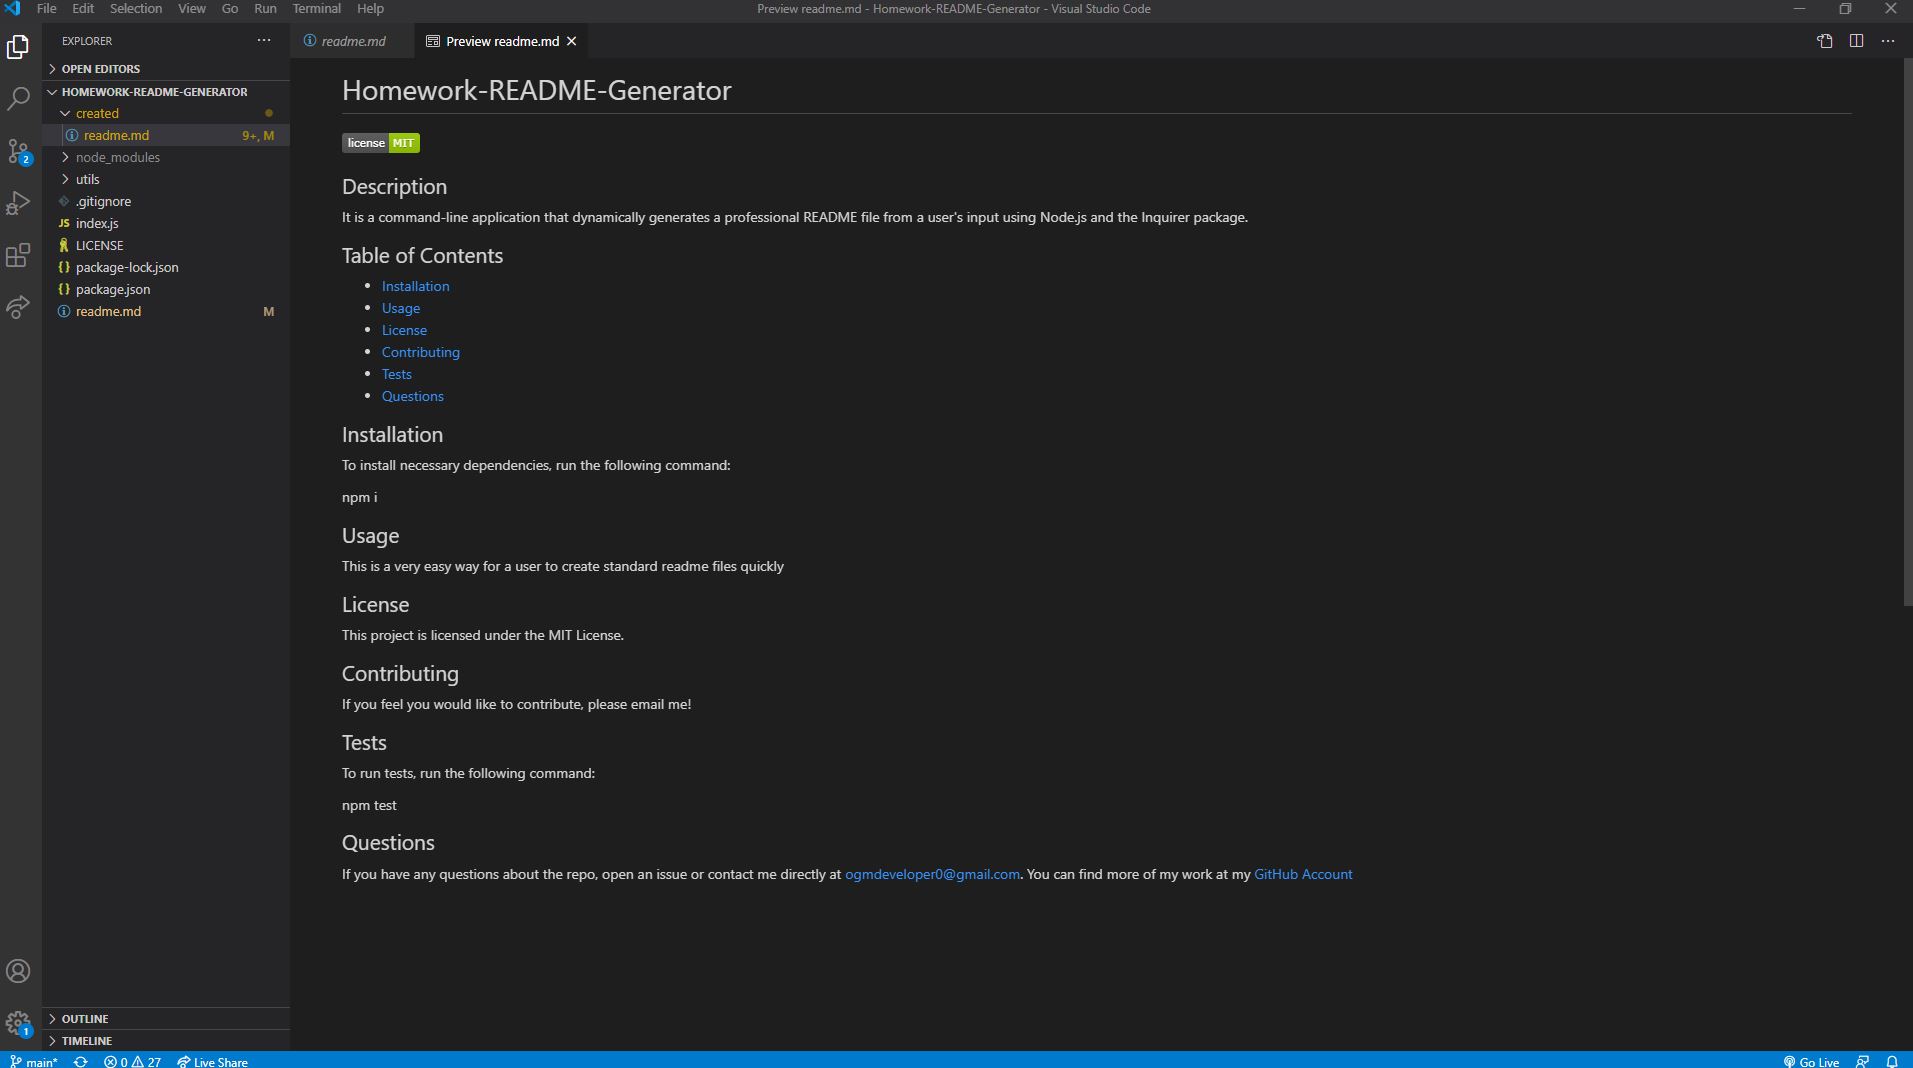 File Edit Selection View Go Run Terminal Help
Preview readme.md - Homework-README-Generator - Visual Studio Code
EXPLORER
OPEN EDITORS
HOMEWORK-README-GENERATOR
created
readme.md 9+, M
node_modules
utils
.gitignore
JS index.js
LICENSE
{} package-lock.json
{} package.json
readme.md M
OUTLINE
TIMELINE
2
1
readme.md
Preview readme.md
Homework-README-Generator
license MIT
Description
It is a command-line application that dynamically generates a professional README file from a user's input using Node.js and the Inquirer package.
Table of Contents
• Installation
• Usage
• License
• Contributing
• Tests
• Questions
Installation
To install necessary dependencies, run the following command:
npm i
Usage
This is a very easy way for a user to create standard readme files quickly
License
This project is licensed under the MIT License.
Contributing
If you feel you would like to contribute, please email me!
Tests
To run tests, run the following command:
npm test
Questions
If you have any questions about the repo, open an issue or contact me directly at ogmdeveloper0@gmail.com. You can find more of my work at my GitHub Account
main* 0 27 Live Share
Go Live